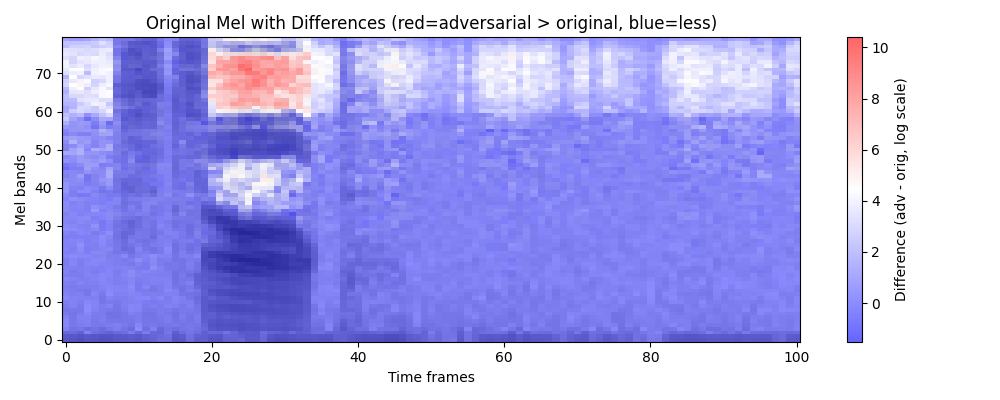 Original Mel with Differences (red=adversarial > original, blue=less)
Mel bands
70
60
50
40
30
20
10
0
0 20 40 60 80 100
Time frames
10
8
6
4
2
0
Difference (adv - orig, log scale)